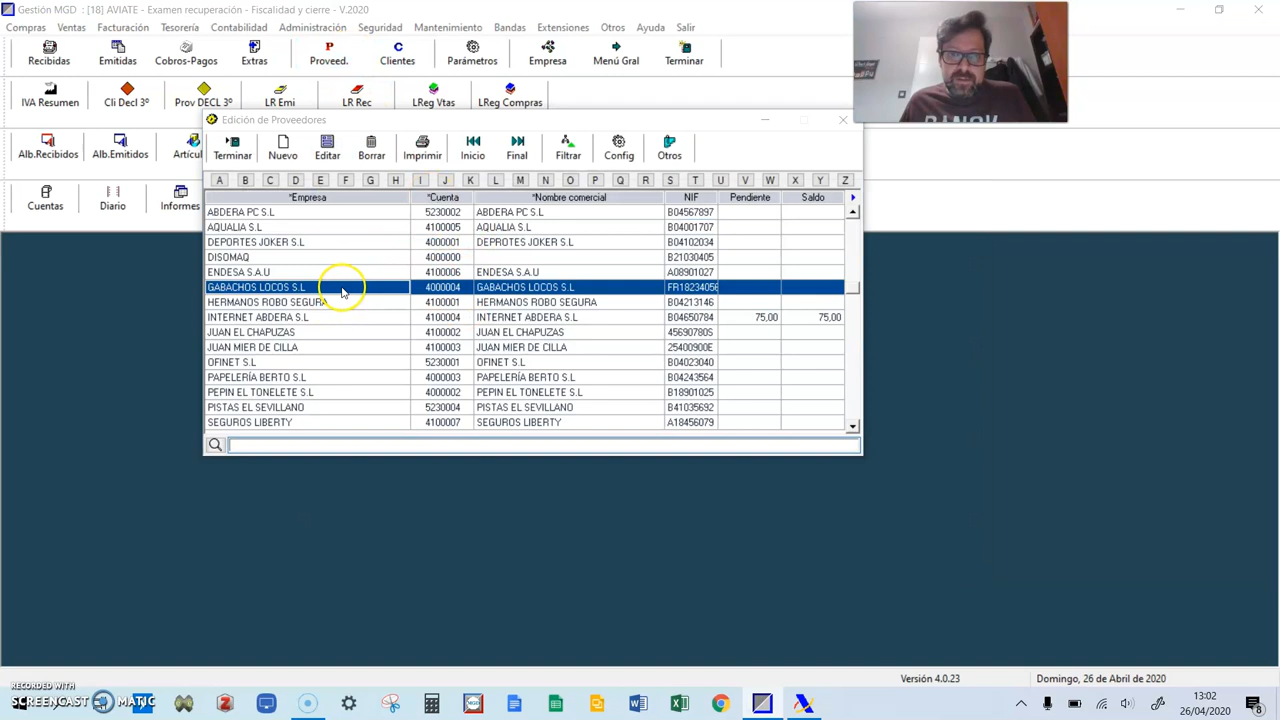 Gestión MGD : [18] AVIATE - Examen recuperación - Fiscalidad y cierre - V.2020
Compras Ventas Facturación Tesorería Contabilidad Administración Seguridad Mantenimiento Bandas Extensiones Otros Ayuda Salir
Recibidas Emitidas Cobros-Pagos Extras Proveed. Clientes Parámetros Empresa Menú Gral Terminar
IVA Resumen Cli Decl 3º Prov DECL 3º LR Emi LR Rec LReg Vtas LReg Compras
Alb.Recibidos Alb.Emitidos Artícul
Cuentas Diario Informes
Edición de Proveedores
Terminar Nuevo Editar Borrar Imprimir Inicio Final Filtrar Config Otros
A B C D E F G H I J K L M N O P Q R S T U V W X Y Z
*Empresa *Cuenta *Nombre comercial NIF Pendiente Saldo
ABDERA PC S.L 5230002 ABDERA PC S.L B04567897
AQUALIA S.L 4100005 AQUALIA S.L B04001707
DEPORTES JOKER S.L 4000001 DEPROTES JOKER S.L B04102034
DISOMAQ 4000000 B21030405
ENDESA S.A.U 4100006 ENDESA S.A.U A08901027
GABACHOS LOCOS S.L 4000004 GABACHOS LOCOS S.L FR18234056
HERMANOS ROBO SEGURA 4100001 HERMANOS ROBO SEGURA B04213146
INTERNET ABDERA S.L 4100004 INTERNET ABDERA S.L B04650784 75,00 75,00
JUAN EL CHAPUZAS 4100002 JUAN EL CHAPUZAS 45690780S
JUAN MIER DE CILLA 4100003 JUAN MIER DE CILLA 25400900E
OFINET S.L 5230001 OFINET S.L B04023040
PAPELERÍA BERTO S.L 4000003 PAPELERÍA BERTO S.L B04243564
PEPIN EL TONELETE S.L 4000002 PEPIN EL TONELETE S.L B18901025
PISTAS EL SEVILLANO 5230004 PISTAS EL SEVILLANO B41035692
SEGUROS LIBERTY 4100007 SEGUROS LIBERTY A18456079
Versión 4.0.23 Domingo, 26 de Abril de 2020
RECORDED WITH
SCREENCAST MATIC
13:02
26/04/2020
8